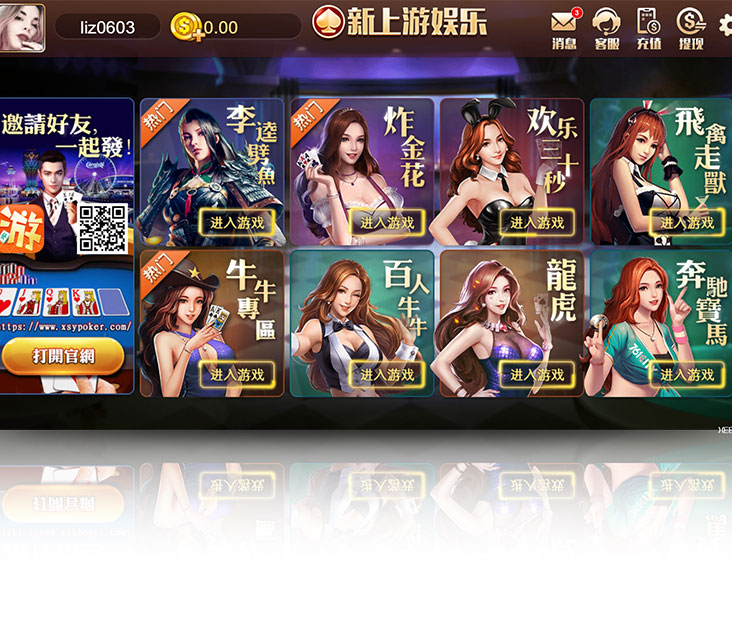 liz0603
0.00
新上游娱乐
3
消息
客服
充值
提现
邀請好友,
一起發!
游
Q
K
https://www.xsypoker.com/
打開官網
热门
李逵劈魚
进入游戏
热门
炸金花
进入游戏
欢乐三十秒
进入游戏
飛禽走獸
进入游戏
热门
牛牛專區
进入游戏
百人牛牛
进入游戏
龍虎
进入游戏
奔馳寶馬
进入游戏